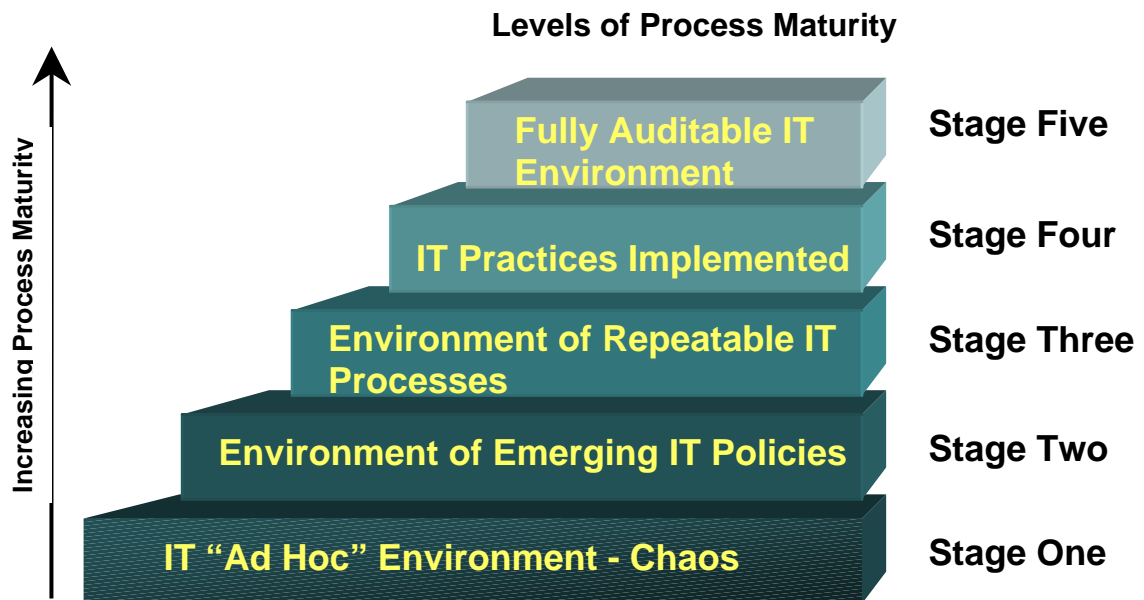 Levels of Process Maturity
Increasing Process Maturity
Fully Auditable IT
Environment
Stage Five
IT Practices Implemented
Stage Four
Environment of Repeatable IT
Processes
Stage Three
Environment of Emerging IT Policies
Stage Two
IT “Ad Hoc” Environment - Chaos
Stage One